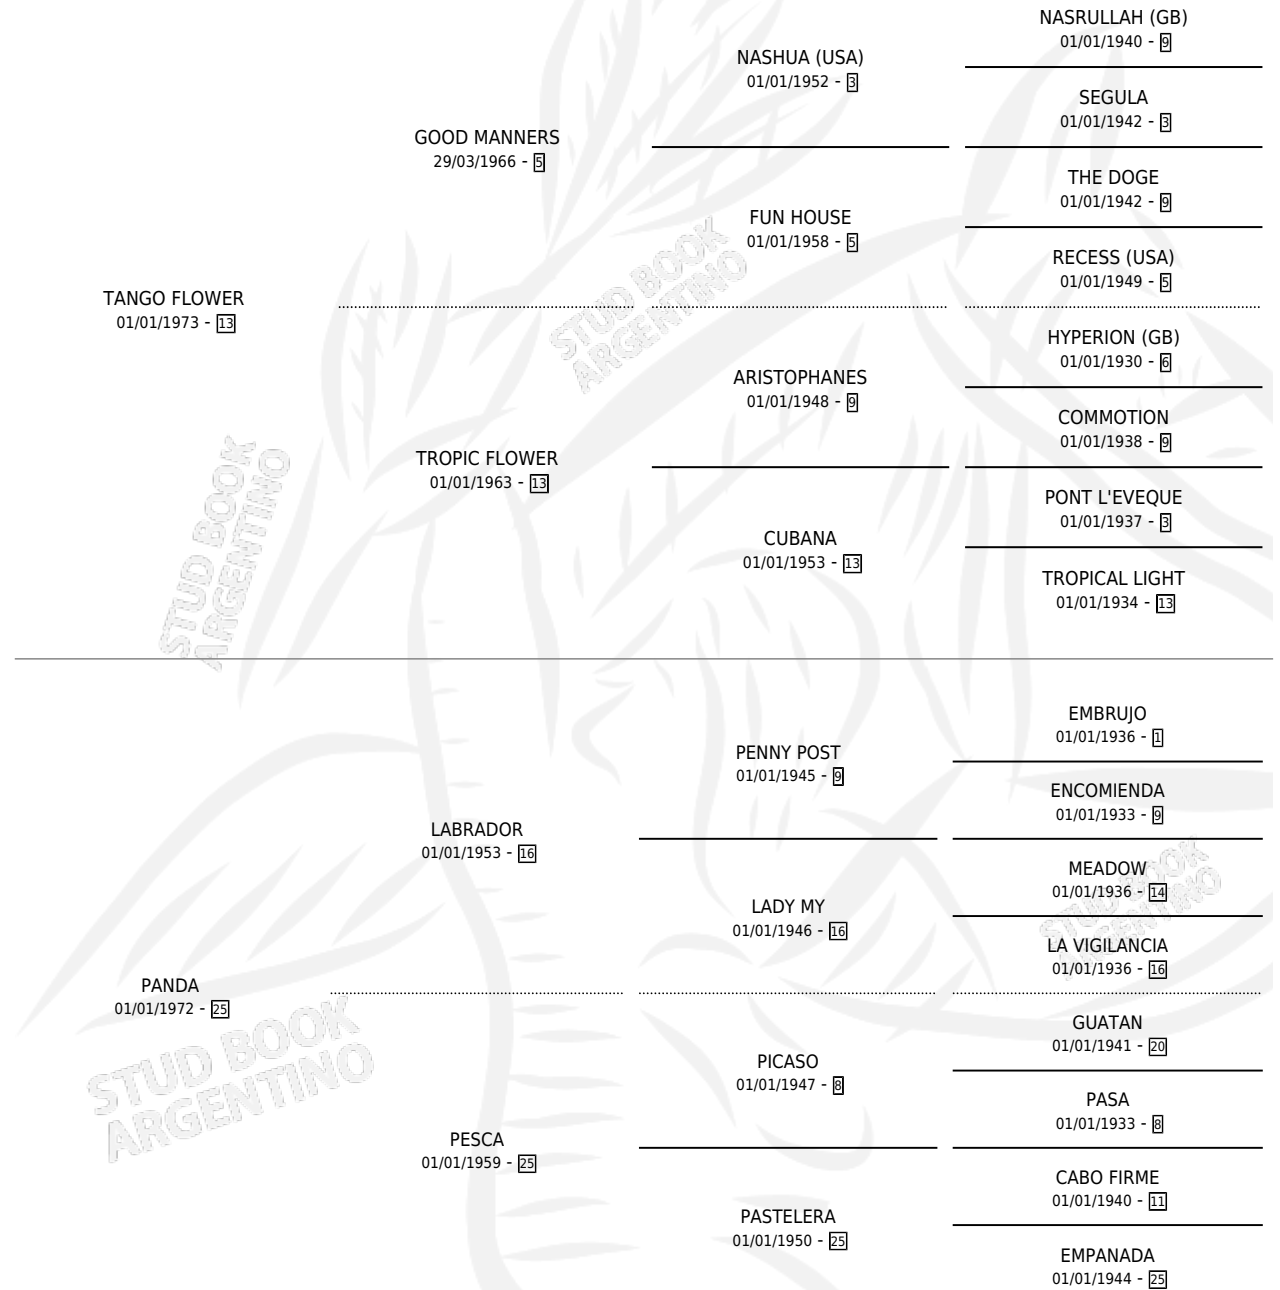 NASRULLAH (GB)
01/01/1940 - 9
NASHUA (USA)
01/01/1952 - 3
SEGULA
01/01/1942 - 3
GOOD MANNERS
29/03/1966 - 5
THE DOGE
01/01/1942 - 9
FUN HOUSE
01/01/1958 - 5
RECESS (USA)
01/01/1949 - 5
TANGO FLOWER
01/01/1973 - 13
HYPERION (GB)
01/01/1930 - 6
ARISTOPHANES
01/01/1948 - 9
COMMOTION
01/01/1938 - 9
TROPIC FLOWER
01/01/1963 - 13
PONT L'EVEQUE
01/01/1937 - 3
CUBANA
01/01/1953 - 13
TROPICAL LIGHT
01/01/1934 - 13
EMBRUJO
01/01/1936 - 1
PENNY POST
01/01/1945 - 9
ENCOMIENDA
01/01/1933 - 9
LABRADOR
01/01/1953 - 16
MEADOW
01/01/1936 - 14
LADY MY
01/01/1946 - 16
LA VIGILANCIA
01/01/1936 - 16
PANDA
01/01/1972 - 25
GUATAN
01/01/1941 - 20
PICASO
01/01/1947 - 8
PASA
01/01/1933 - 8
PESCA
01/01/1959 - 25
CABO FIRME
01/01/1940 - 11
PASTELERA
01/01/1950 - 25
EMPANADA
01/01/1944 - 25
STUD BOOK
ARGENTINO
STUD BOOK
ARGENTINO
STUD BOOK
ARGENTINO
STUD BOOK
ARGENTINO